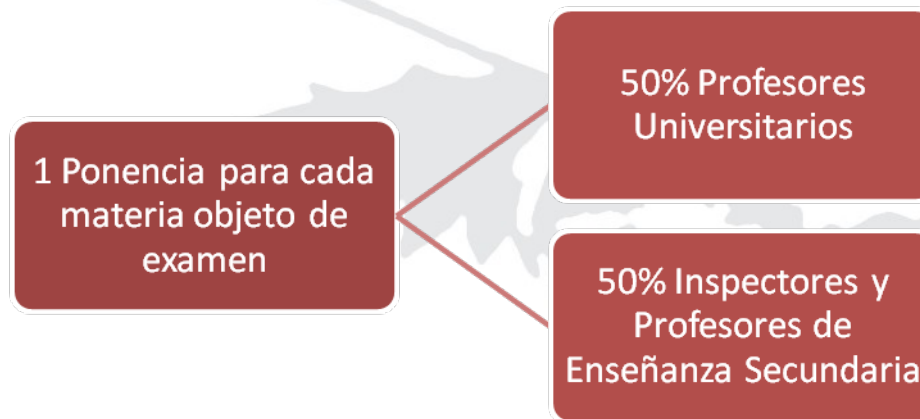 1 Ponencia para cada
materia objeto de
examen
50% Profesores
Universitarios
50% Inspectores y
Profesores de
Enseñanza Secundaria